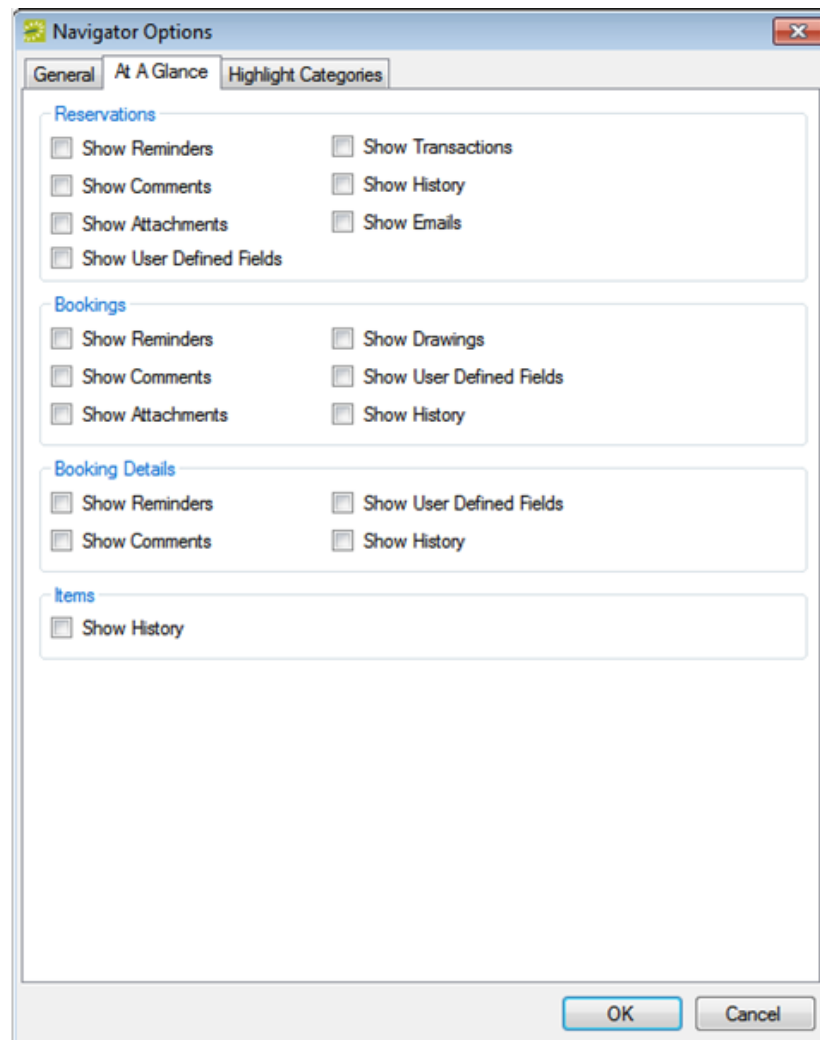 Navigator Options
General At A Glance Highlight Categories
Reservations
Show Reminders Show Transactions
Show Comments Show History
Show Attachments Show Emails
Show User Defined Fields
Bookings
Show Reminders Show Drawings
Show Comments Show User Defined Fields
Show Attachments Show History
Booking Details
Show Reminders Show User Defined Fields
Show Comments Show History
Items
Show History
OK Cancel